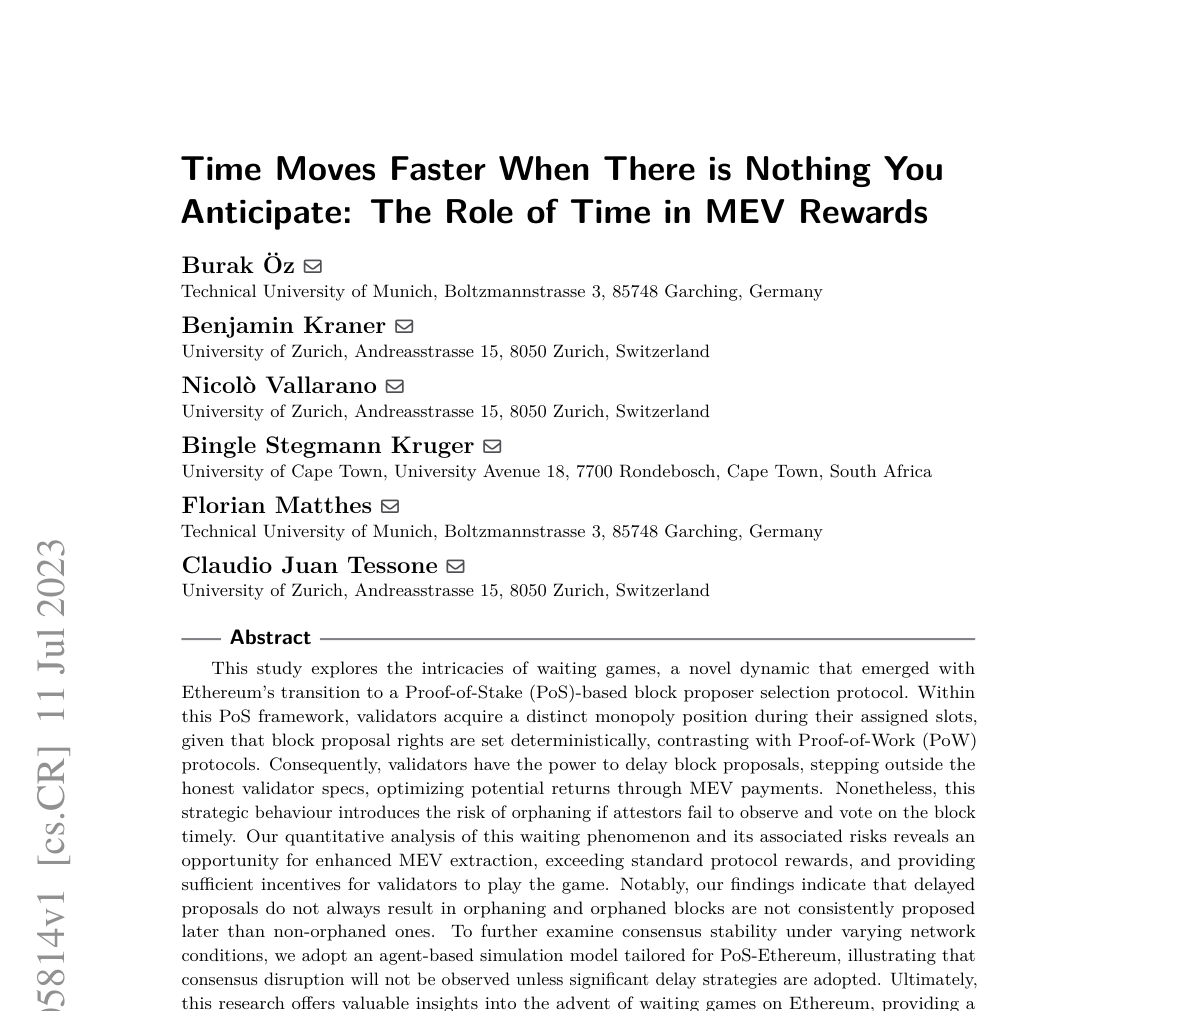 Time Moves Faster When There is Nothing You
Anticipate: The Role of Time in MEV Rewards
Burak Öz
Technical University of Munich, Boltzmannstrasse 3, 85748 Garching, Germany
Benjamin Kraner
University of Zurich, Andreasstrasse 15, 8050 Zurich, Switzerland
Nicolò Vallarano
University of Zurich, Andreasstrasse 15, 8050 Zurich, Switzerland
Bingle Stegmann Kruger
University of Cape Town, University Avenue 18, 7700 Rondebosch, Cape Town, South Africa
Florian Matthes
Technical University of Munich, Boltzmannstrasse 3, 85748 Garching, Germany
Claudio Juan Tessone
University of Zurich, Andreasstrasse 15, 8050 Zurich, Switzerland
Abstract
This study explores the intricacies of waiting games, a novel dynamic that emerged with
Ethereum's transition to a Proof-of-Stake (PoS)-based block proposer selection protocol. Within
this PoS framework, validators acquire a distinct monopoly position during their assigned slots,
given that block proposal rights are set deterministically, contrasting with Proof-of-Work (PoW)
protocols. Consequently, validators have the power to delay block proposals, stepping outside the
honest validator specs, optimizing potential returns through MEV payments. Nonetheless, this
strategic behaviour introduces the risk of orphaning if attestors fail to observe and vote on the block
timely. Our quantitative analysis of this waiting phenomenon and its associated risks reveals an
opportunity for enhanced MEV extraction, exceeding standard protocol rewards, and providing
sufficient incentives for validators to play the game. Notably, our findings indicate that delayed
proposals do not always result in orphaning and orphaned blocks are not consistently proposed
later than non-orphaned ones. To further examine consensus stability under varying network
conditions, we adopt an agent-based simulation model tailored for PoS-Ethereum, illustrating that
consensus disruption will not be observed unless significant delay strategies are adopted. Ultimately,
this research offers valuable insights into the advent of waiting games on Ethereum, providing a
5814v1 [cs.CR] 11 Jul 2023